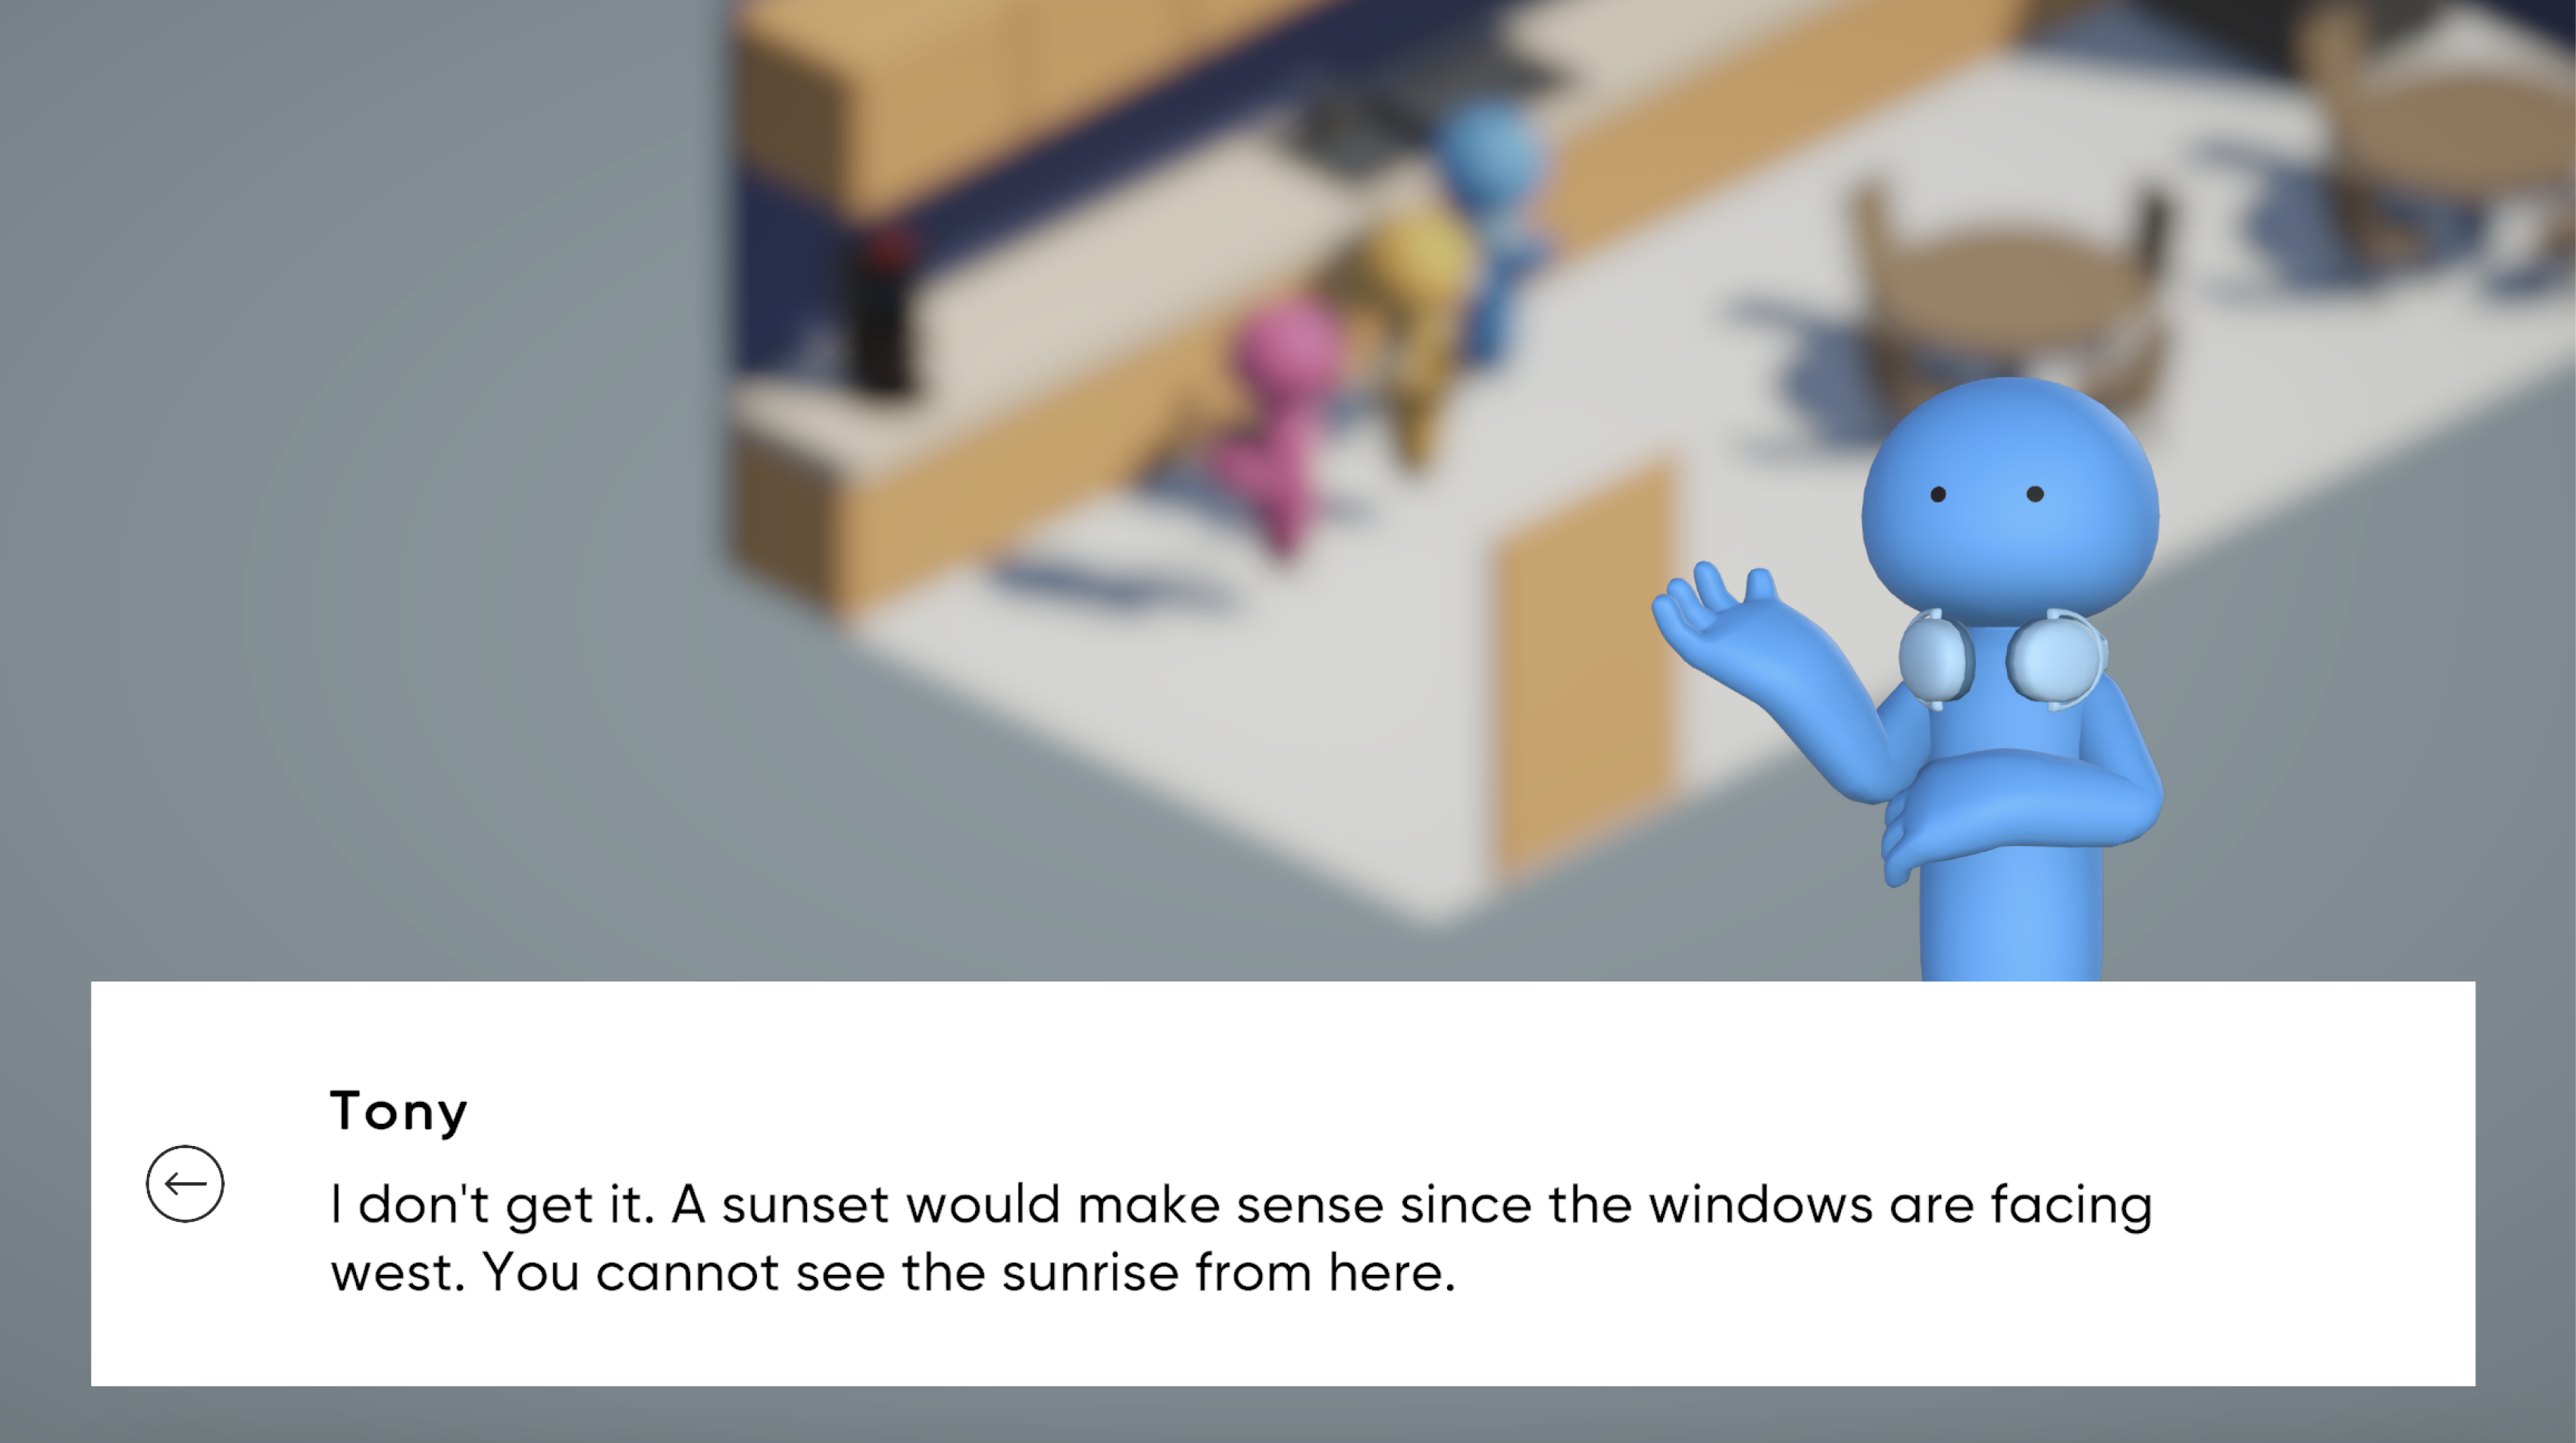 Tony
I don't get it. A sunset would make sense since the windows are facing
west. You cannot see the sunrise from here.